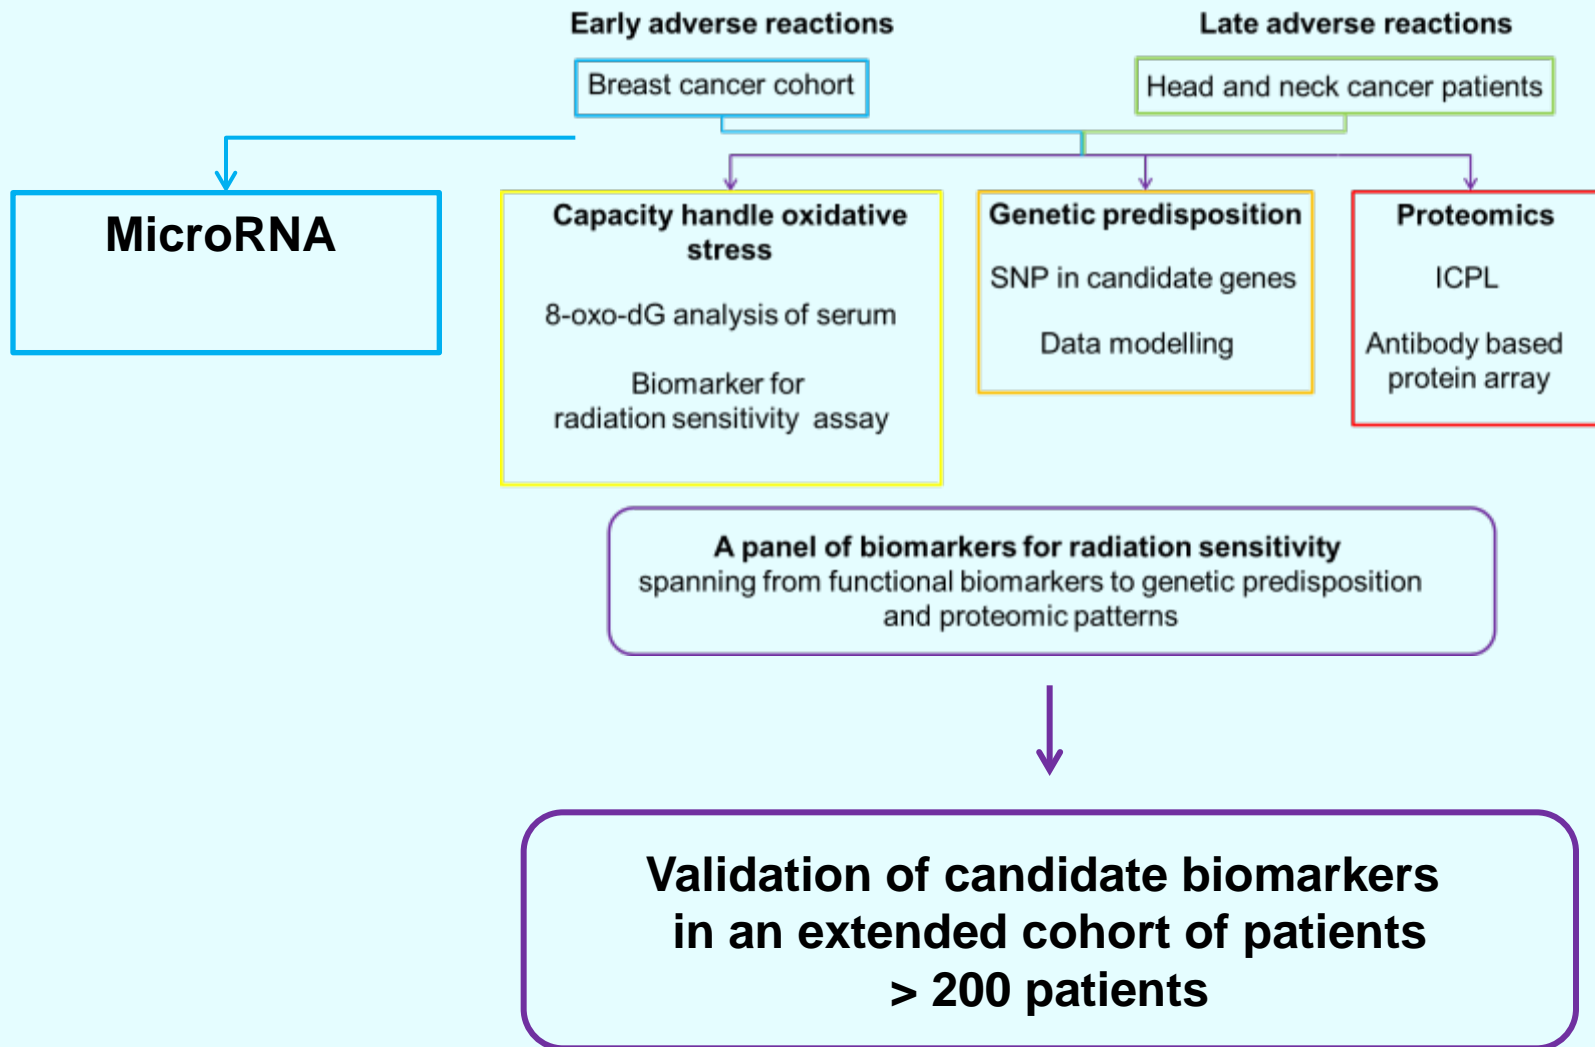 Early adverse reactions
Late adverse reactions
Breast cancer cohort
Head and neck cancer patients
MicroRNA
Capacity handle oxidative
stress
8-oxo-dG analysis of serum
Biomarker for
radiation sensitivity assay
Genetic predisposition
SNP in candidate genes
Data modelling
Proteomics
ICPL
Antibody based
protein array
A panel of biomarkers for radiation sensitivity
spanning from functional biomarkers to genetic predisposition
and proteomic patterns
Validation of candidate biomarkers
in an extended cohort of patients
> 200 patients